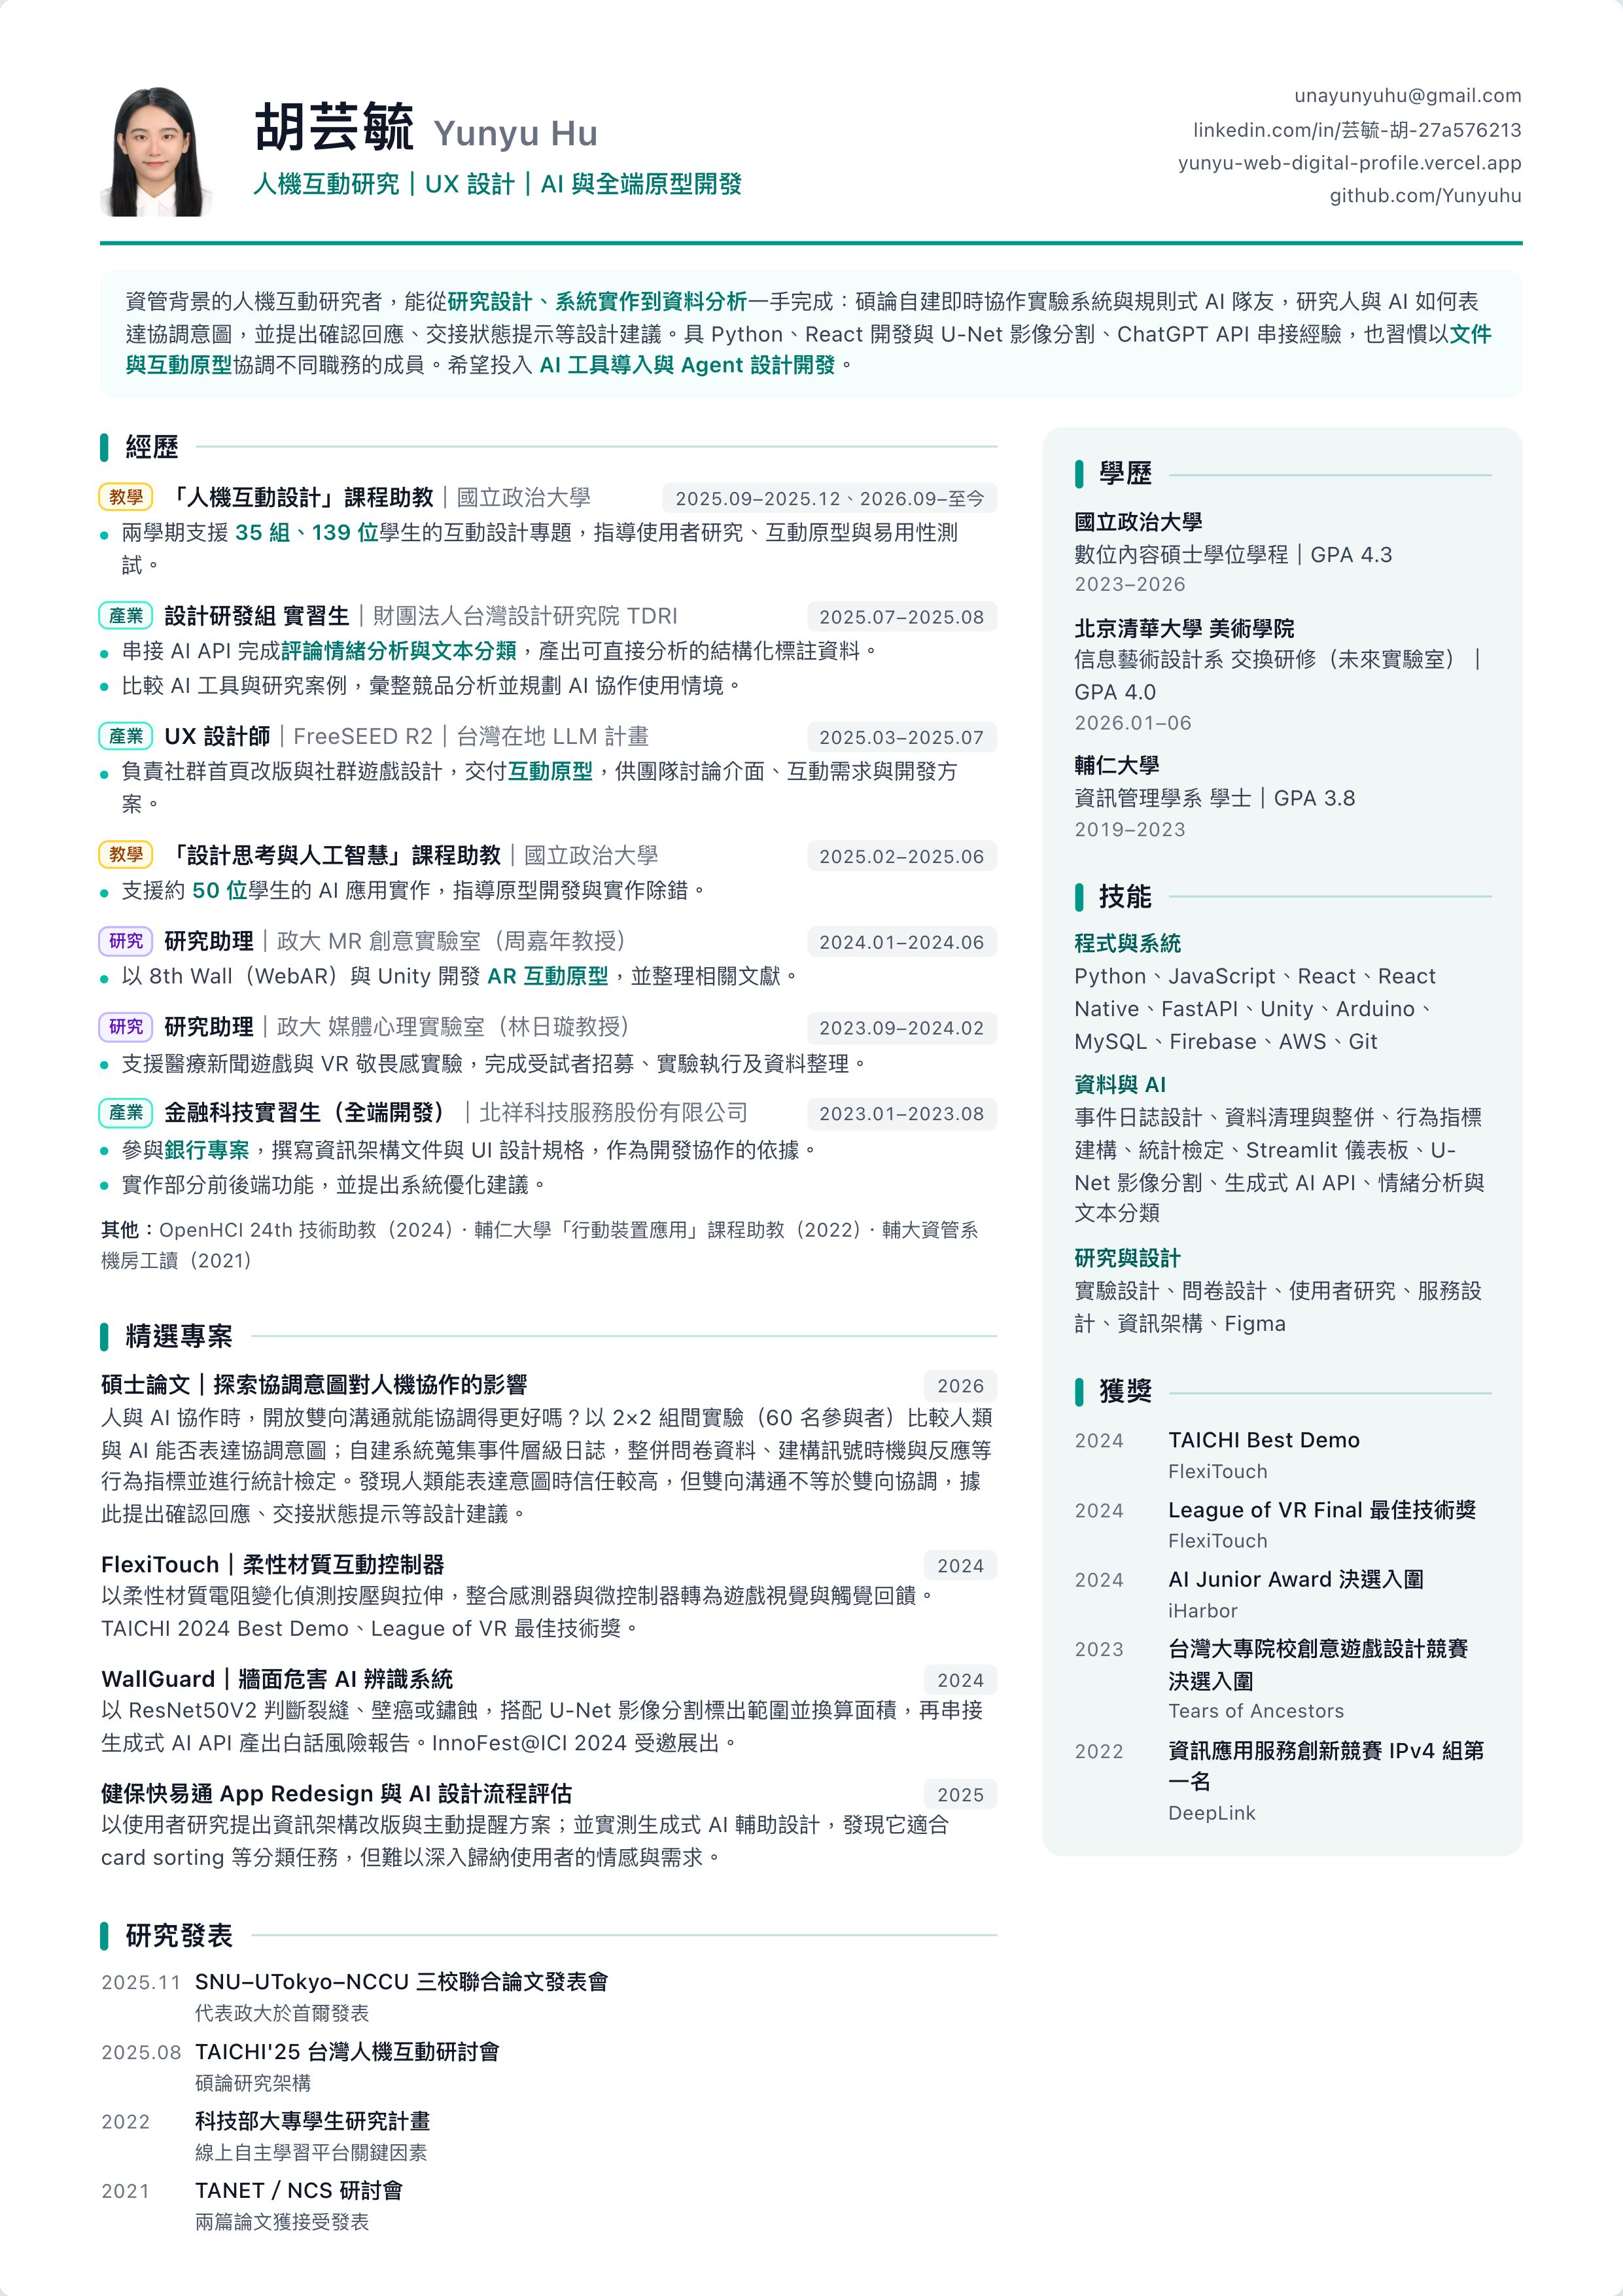 胡芸毓 Yunyu Hu
人機互動研究｜UX 設計｜AI 與全端原型開發
unayunyuhu@gmail.com
linkedin.com/in/芸毓-胡-27a576213
yunyu-web-digital-profile.vercel.app
github.com/Yunyuhu
資管背景的人機互動研究者，能從研究設計、系統實作到資料分析一手完成：碩論自建即時協作實驗系統與規則式 AI 隊友，研究人與 AI 如何表
達協調意圖，並提出確認回應、交接狀態提示等設計建議。具 Python、React 開發與 U-Net 影像分割、ChatGPT API 串接經驗，也習慣以文件
與互動原型協調不同職務的成員。希望投入 AI 工具導入與 Agent 設計開發。
經歷
教學 「人機互動設計」課程助教｜國立政治大學 2025.09–2025.12、2026.09–至今
兩學期支援 35 組、139 位學生的互動設計專題，指導使用者研究、互動原型與易用性測
試。
產業 設計研發組 實習生｜財團法人台灣設計研究院 TDRI 2025.07–2025.08
串接 AI API 完成評論情緒分析與文本分類，產出可直接分析的結構化標註資料。
比較 AI 工具與研究案例，彙整競品分析並規劃 AI 協作使用情境。
產業 UX 設計師｜FreeSEED R2｜台灣在地 LLM 計畫 2025.03–2025.07
負責社群首頁改版與社群遊戲設計，交付互動原型，供團隊討論介面、互動需求與開發方
案。
教學 「設計思考與人工智慧」課程助教｜國立政治大學 2025.02–2025.06
支援約 50 位學生的 AI 應用實作，指導原型開發與實作除錯。
研究 研究助理｜政大 MR 創意實驗室（周嘉年教授） 2024.01–2024.06
以 8th Wall（WebAR）與 Unity 開發 AR 互動原型，並整理相關文獻。
研究 研究助理｜政大 媒體心理實驗室（林日璇教授） 2023.09–2024.02
支援醫療新聞遊戲與 VR 敬畏感實驗，完成受試者招募、實驗執行及資料整理。
產業 金融科技實習生（全端開發）｜北祥科技服務股份有限公司 2023.01–2023.08
參與銀行專案，撰寫資訊架構文件與 UI 設計規格，作為開發協作的依據。
實作部分前後端功能，並提出系統優化建議。
其他：OpenHCI 24th 技術助教（2024）· 輔仁大學「行動裝置應用」課程助教（2022）· 輔大資管系
機房工讀（2021）
精選專案
碩士論文｜探索協調意圖對人機協作的影響 2026
人與 AI 協作時，開放雙向溝通就能協調得更好嗎？以 2×2 組間實驗（60 名參與者）比較人類
與 AI 能否表達協調意圖；自建系統蒐集事件層級日誌，整併問卷資料、建構訊號時機與反應等
行為指標並進行統計檢定。發現人類能表達意圖時信任較高，但雙向溝通不等於雙向協調，據
此提出確認回應、交接狀態提示等設計建議。
FlexiTouch｜柔性材質互動控制器 2024
以柔性材質電阻變化偵測按壓與拉伸，整合感測器與微控制器轉為遊戲視覺與觸覺回饋。
TAICHI 2024 Best Demo、League of VR 最佳技術獎。
WallGuard｜牆面危害 AI 辨識系統 2024
以 ResNet50V2 判斷裂縫、壁癌或鏽蝕，搭配 U-Net 影像分割標出範圍並換算面積，再串接
生成式 AI API 產出白話風險報告。InnoFest@ICI 2024 受邀展出。
健保快易通 App Redesign 與 AI 設計流程評估 2025
以使用者研究提出資訊架構改版與主動提醒方案；並實測生成式 AI 輔助設計，發現它適合
card sorting 等分類任務，但難以深入歸納使用者的情感與需求。
研究發表
2025.11 SNU–UTokyo–NCCU 三校聯合論文發表會
代表政大於首爾發表
2025.08 TAICHI'25 台灣人機互動研討會
碩論研究架構
2022 科技部大專學生研究計畫
線上自主學習平台關鍵因素
2021 TANET / NCS 研討會
兩篇論文獲接受發表
學歷
國立政治大學
數位內容碩士學位學程｜GPA 4.3
2023–2026
北京清華大學 美術學院
信息藝術設計系 交換研修（未來實驗室）｜
GPA 4.0
2026.01–06
輔仁大學
資訊管理學系 學士｜GPA 3.8
2019–2023
技能
程式與系統
Python、JavaScript、React、React
Native、FastAPI、Unity、Arduino、
MySQL、Firebase、AWS、Git
資料與 AI
事件日誌設計、資料清理與整併、行為指標
建構、統計檢定、Streamlit 儀表板、U-
Net 影像分割、生成式 AI API、情緒分析與
文本分類
研究與設計
實驗設計、問卷設計、使用者研究、服務設
計、資訊架構、Figma
獲獎
2024 TAICHI Best Demo
FlexiTouch
2024 League of VR Final 最佳技術獎
FlexiTouch
2024 AI Junior Award 決選入圍
iHarbor
2023 台灣大專院校創意遊戲設計競賽
決選入圍
Tears of Ancestors
2022 資訊應用服務創新競賽 IPv4 組第
一名
DeepLink